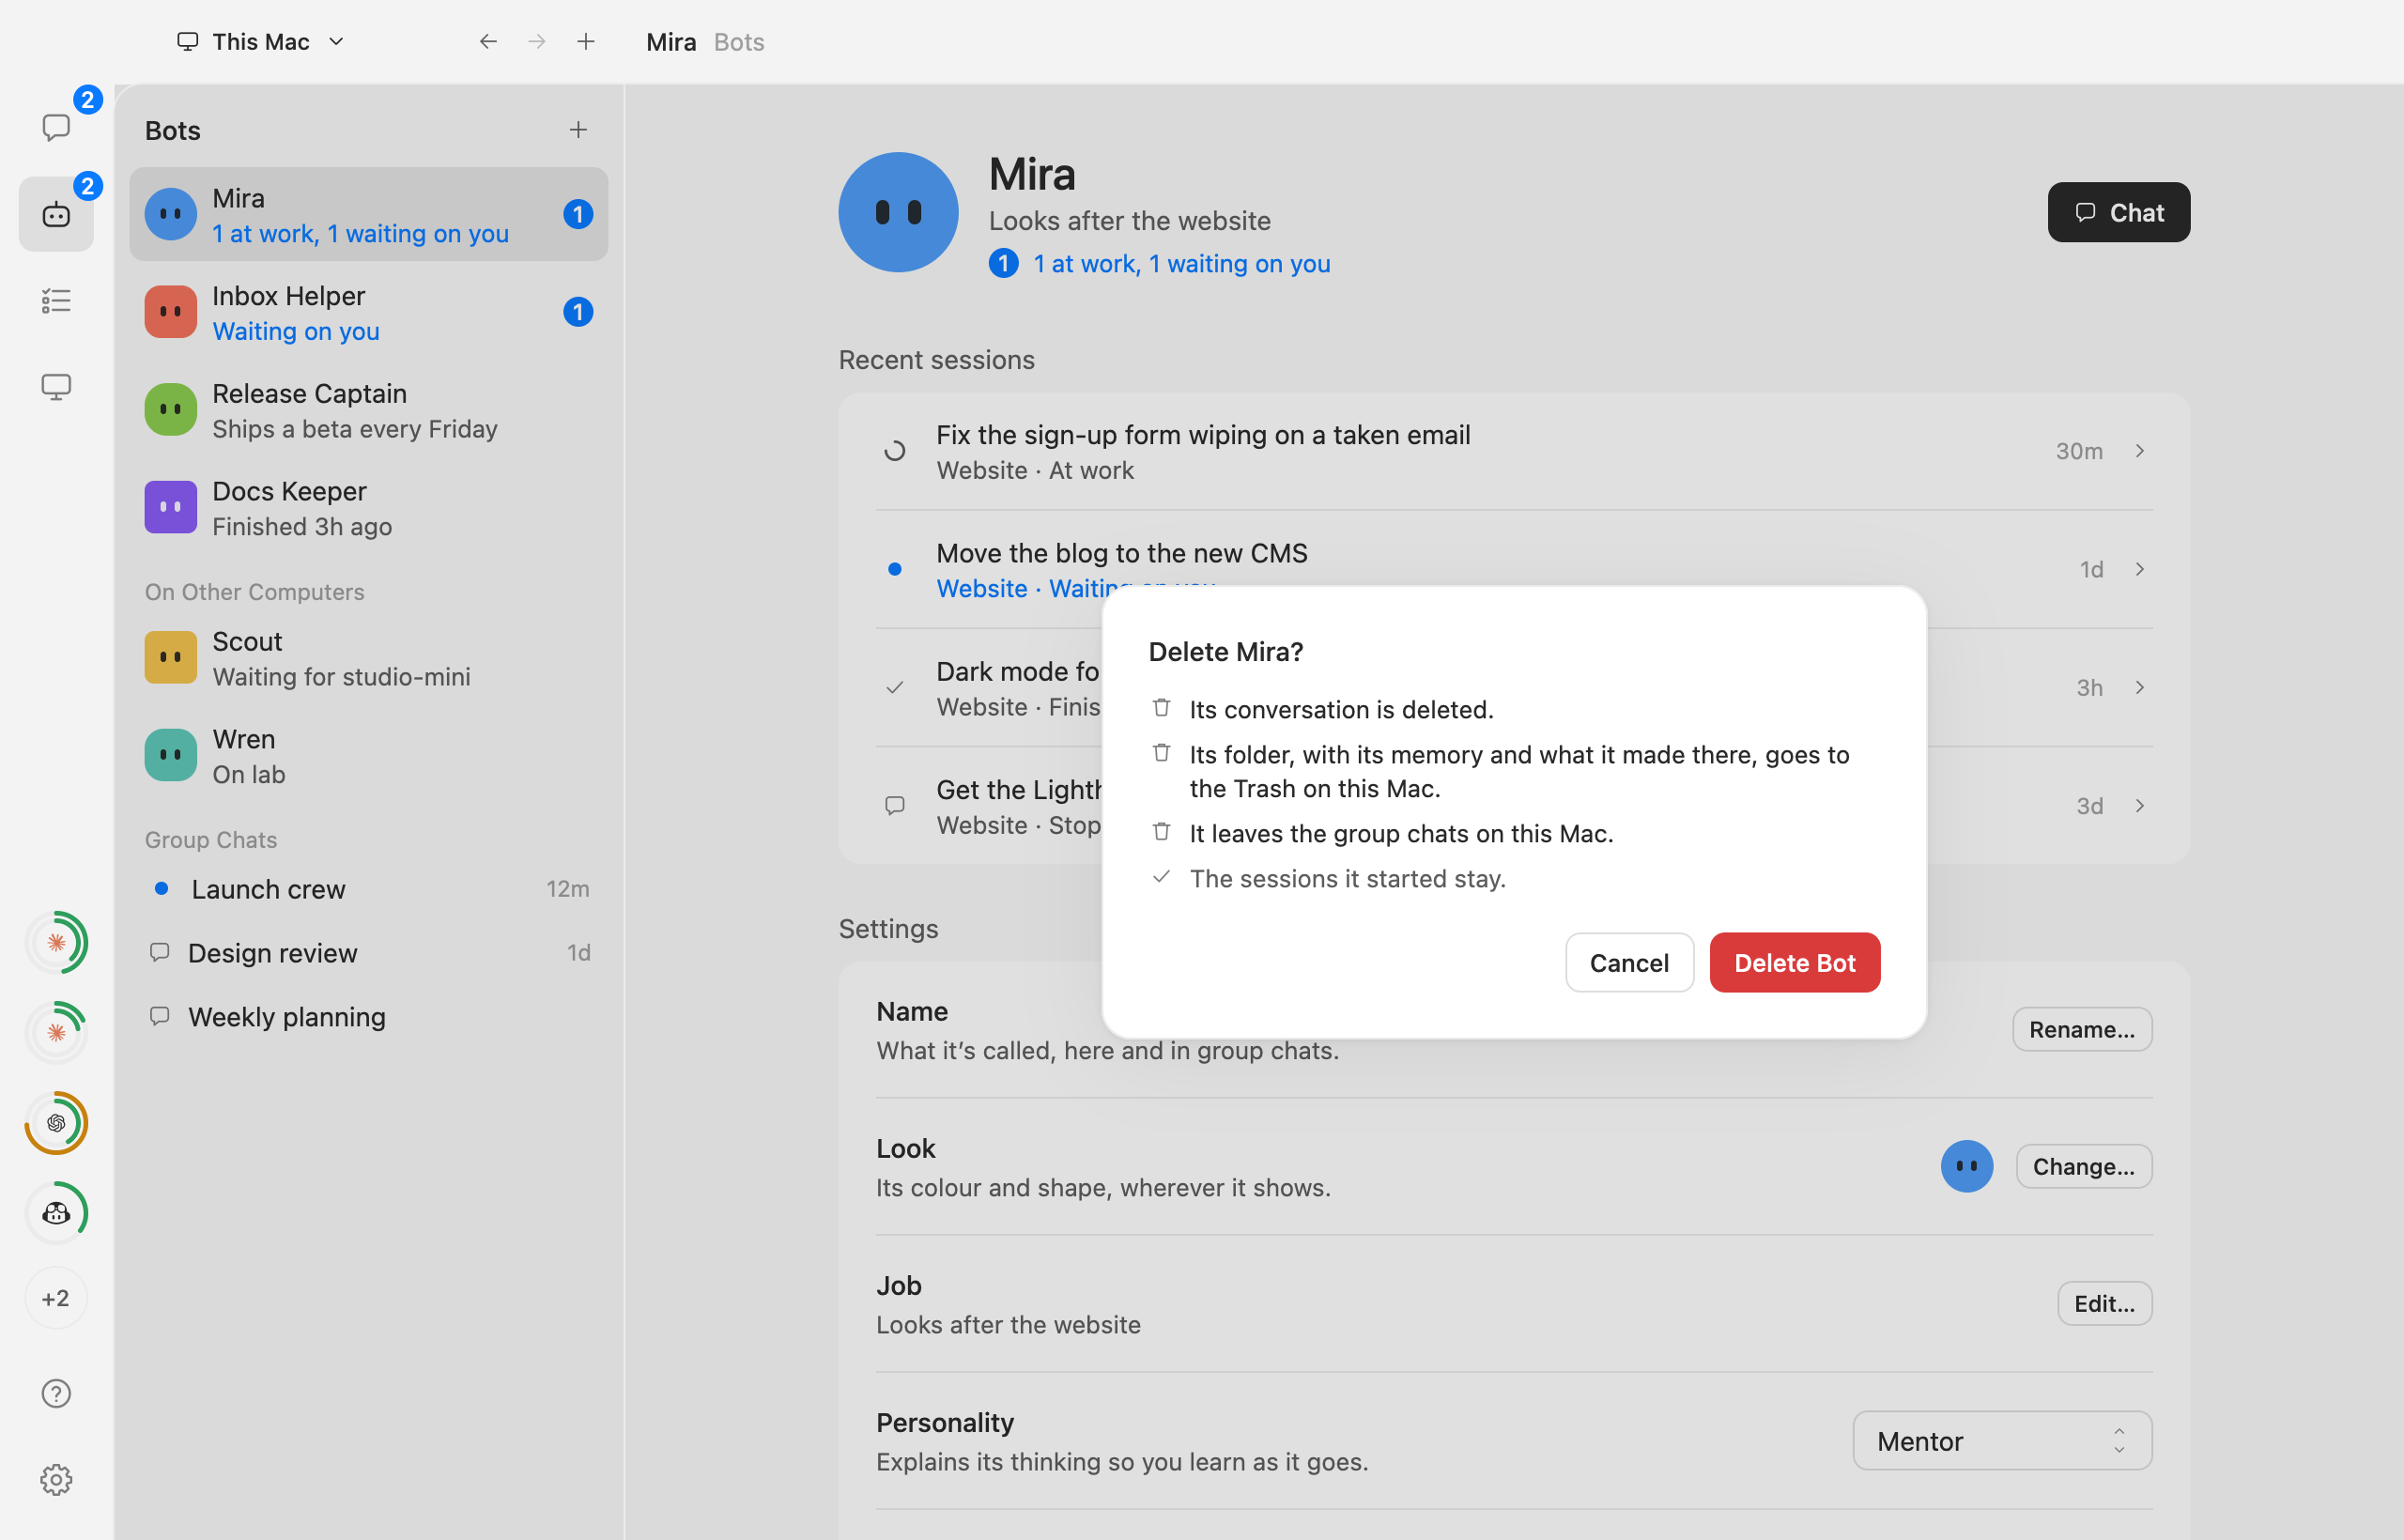 This Mac
Mira Bots
2
2
Bots
Mira
1 at work, 1 waiting on you
1
Inbox Helper
Waiting on you
1
Release Captain
Ships a beta every Friday
Docs Keeper
Finished 3h ago
On Other Computers
Scout
Waiting for studio-mini
Wren
On lab
Group Chats
Launch crew
12m
Design review
1d
Weekly planning
+2
Mira
Looks after the website
1 1 at work, 1 waiting on you
Chat
Recent sessions
Fix the sign-up form wiping on a taken email
Website · At work
30m
Move the blog to the new CMS
Website · Waiting on you
1d
Dark mode
Website
3h
Get the
Website
3d
Delete Mira?
Its conversation is deleted.
Its folder, with its memory and what it made there, goes to
the Trash on this Mac.
It leaves the group chats on this Mac.
The sessions it started stay.
Cancel
Delete Bot
Settings
Name
What it’s called, here and in group chats.
Rename...
Look
Its colour and shape, wherever it shows.
Change...
Job
Looks after the website
Edit...
Personality
Explains its thinking so you learn as it goes.
Mentor